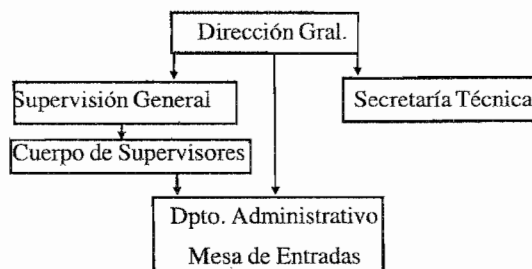 Dirección Gral.
Supervisión General
Secretaría Técnica
Cuerpo de Supervisores
Dpto. Administrativo
Mesa de Entradas